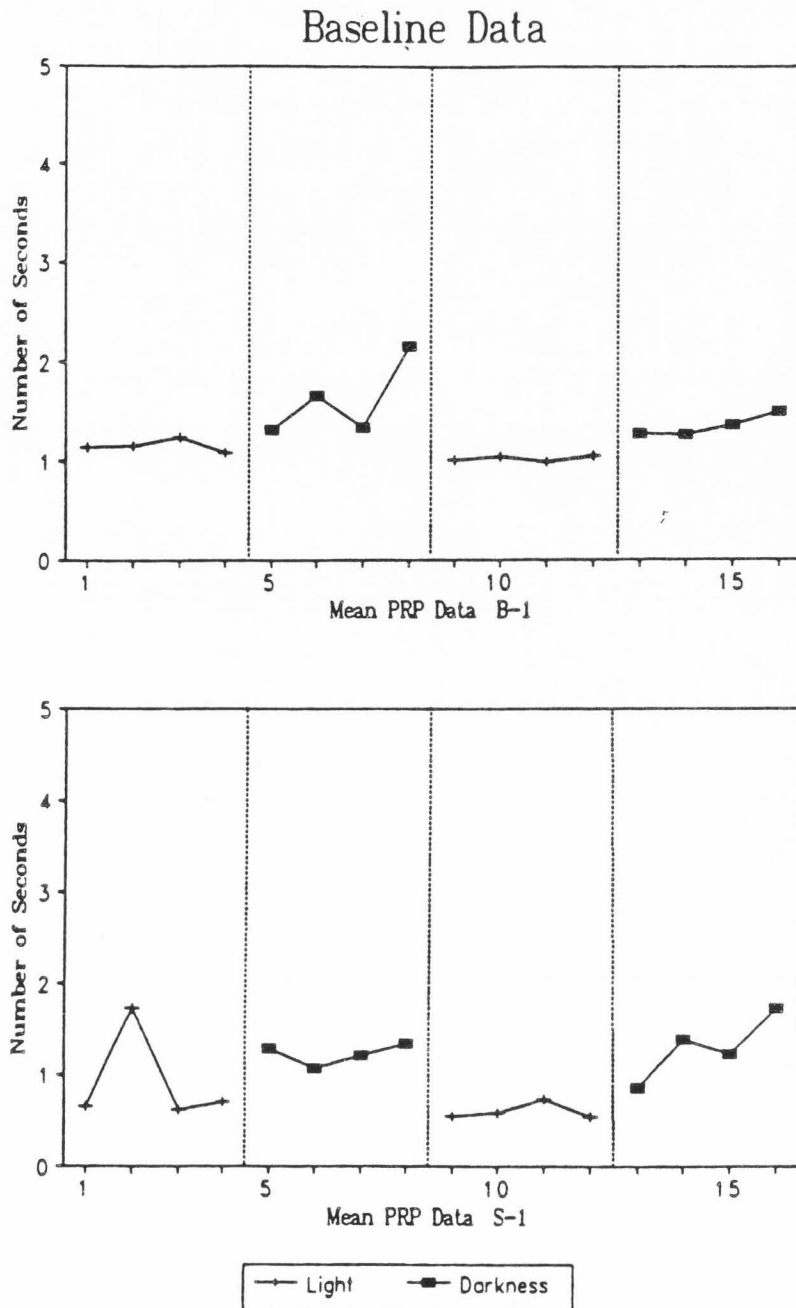 Baseline Data
5
4
3
2
1
0
Number of Seconds
1 5 10 15
Mean PRP Data B-1
5
4
3
2
1
0
Number of Seconds
1 5 10 15
Mean PRP Data S-1
Light Darkness